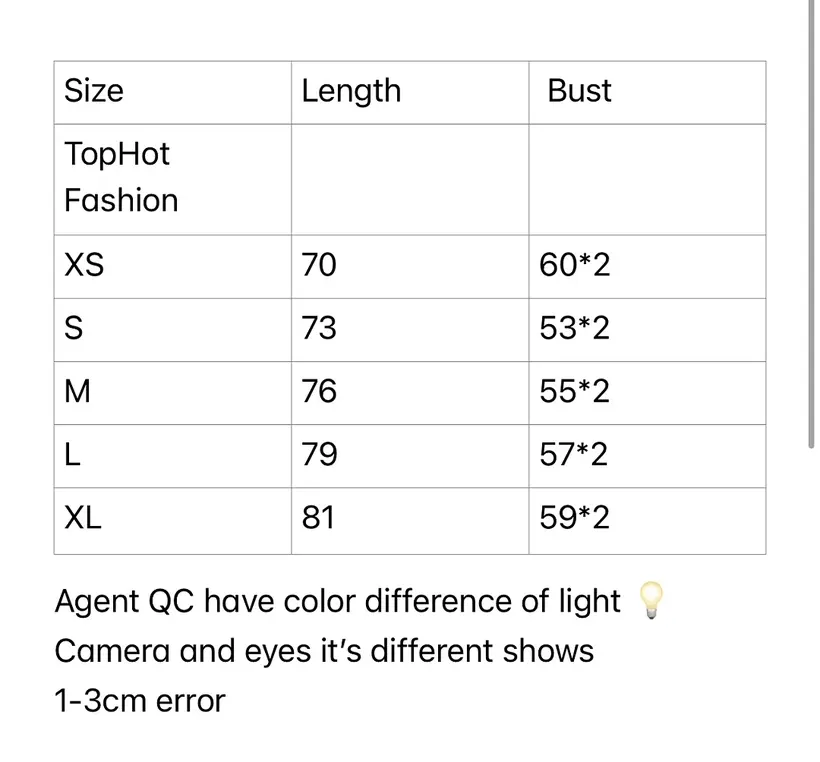 Size Length Bust
TopHot
Fashion
XS 70 60*2
S 73 53*2
M 76 55*2
L 79 57*2
XL 81 59*2
Agent QC have color difference of light 💡
Camera and eyes it’s different shows
1-3cm error